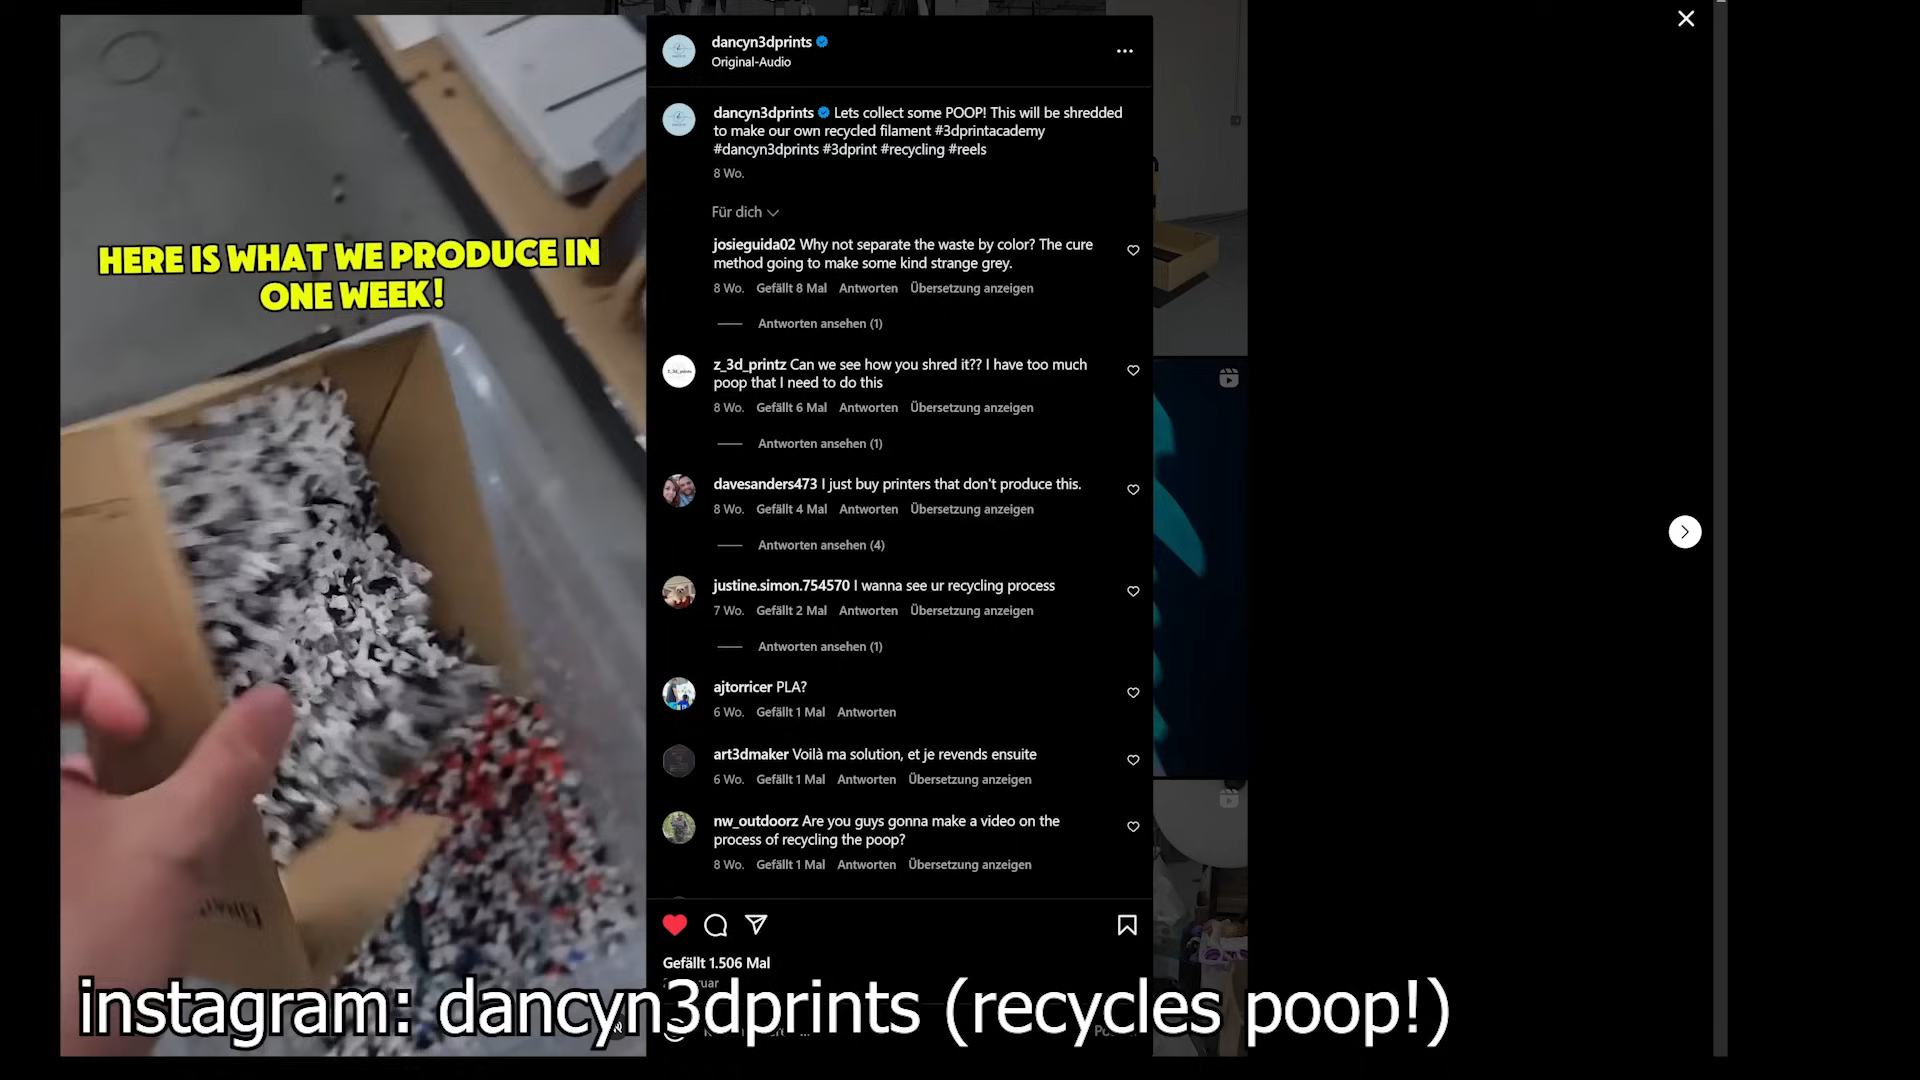 dancyn3dprints
Original-Audio
dancyn3dprints Lets collect some POOP! This will be shredded
to make our own recycled filament #3dprintacademy
#dancyn3dprints #3dprint #recycling #reels
8 Wo.
Für dich
josieguida02 Why not separate the waste by color? The cure
method going to make some kind strange grey.
8 Wo. Gefällt 8 Mal Antworten Übersetzung anzeigen
Antworten ansehen (1)
z_3d_printz Can we see how you shred it?? I have too much
poop that I need to do this
8 Wo. Gefällt 6 Mal Antworten Übersetzung anzeigen
Antworten ansehen (1)
davesanders473 I just buy printers that don't produce this.
8 Wo. Gefällt 4 Mal Antworten Übersetzung anzeigen
Antworten ansehen (4)
justine.simon.754570 I wanna see ur recycling process
7 Wo. Gefällt 2 Mal Antworten Übersetzung anzeigen
Antworten ansehen (1)
ajtorricer PLA?
6 Wo. Gefällt 1 Mal Antworten
art3dmaker Voilà ma solution, et je revends ensuite
6 Wo. Gefällt 1 Mal Antworten Übersetzung anzeigen
nw_outdoorz Are you guys gonna make a video on the
process of recycling the poop?
8 Wo. Gefällt 1 Mal Antworten Übersetzung anzeigen
Gefällt 1.506 Mal
HERE IS WHAT WE PRODUCE IN
ONE WEEK!
instagram: dancyn3dprints (recycles poop!)